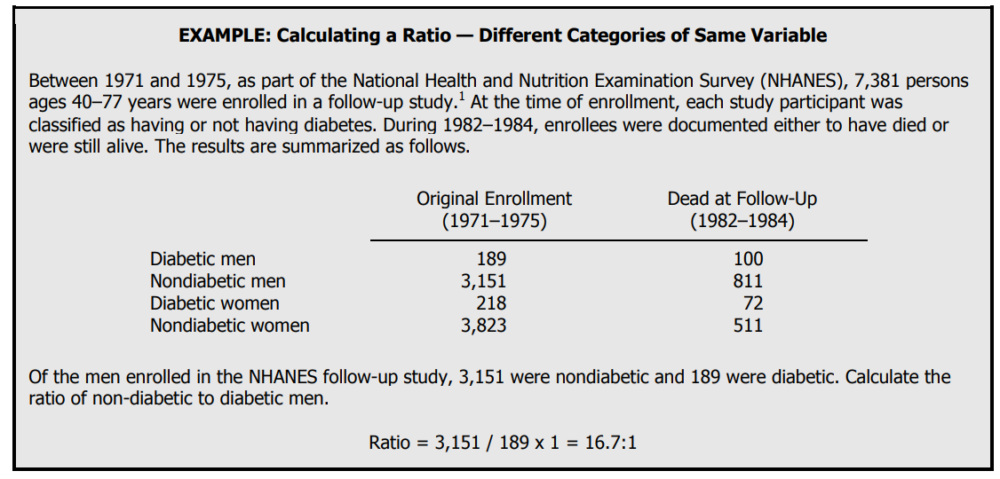 EXAMPLE: Calculating a Ratio — Different Categories of Same Variable
Between 1971 and 1975, as part of the National Health and Nutrition Examination Survey (NHANES), 7,381 persons
ages 40–77 years were enrolled in a follow-up study.1 At the time of enrollment, each study participant was
classified as having or not having diabetes. During 1982–1984, enrollees were documented either to have died or
were still alive. The results are summarized as follows.
Original Enrollment Dead at Follow-Up
(1971–1975) (1982–1984)
Diabetic men 189 100
Nondiabetic men 3,151 811
Diabetic women 218 72
Nondiabetic women 3,823 511
Of the men enrolled in the NHANES follow-up study, 3,151 were nondiabetic and 189 were diabetic. Calculate the
ratio of non-diabetic to diabetic men.
Ratio = 3,151 / 189 x 1 = 16.7:1